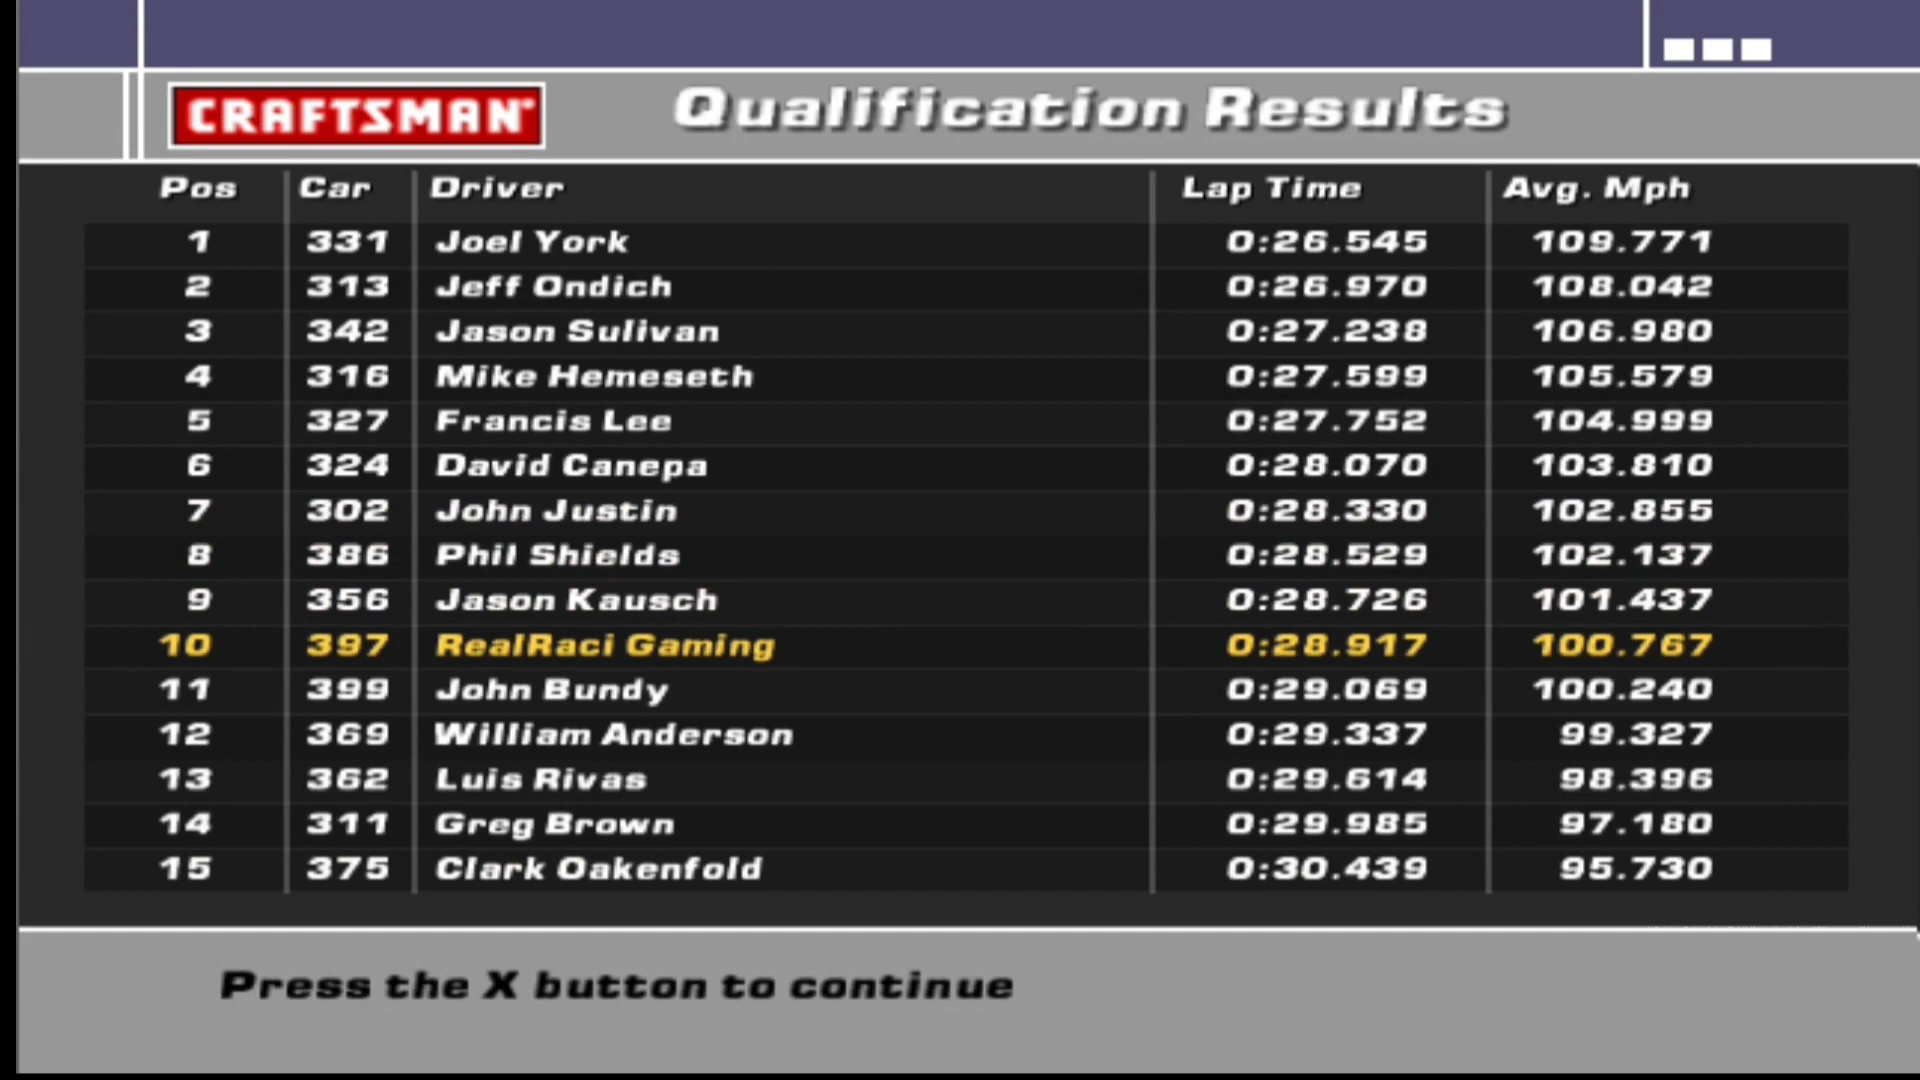 CRAFTSMAN®
Qualification Results
Pos Car Driver Lap Time Avg. Mph
1 331 Joel York 0:26.545 109.771
2 313 Jeff Ondich 0:26.970 108.042
3 342 Jason Sulivan 0:27.238 106.980
4 316 Mike Hemeseth 0:27.599 105.579
5 327 Francis Lee 0:27.752 104.999
6 324 David Canepa 0:28.070 103.810
7 302 John Justin 0:28.330 102.855
8 386 Phil Shields 0:28.529 102.137
9 356 Jason Kausch 0:28.726 101.437
10 397 RealRaci Gaming 0:28.917 100.767
11 399 John Bundy 0:29.069 100.240
12 369 William Anderson 0:29.337 99.327
13 362 Luis Rivas 0:29.614 98.396
14 311 Greg Brown 0:29.985 97.180
15 375 Clark Oakenfold 0:30.439 95.730
Press the X button to continue